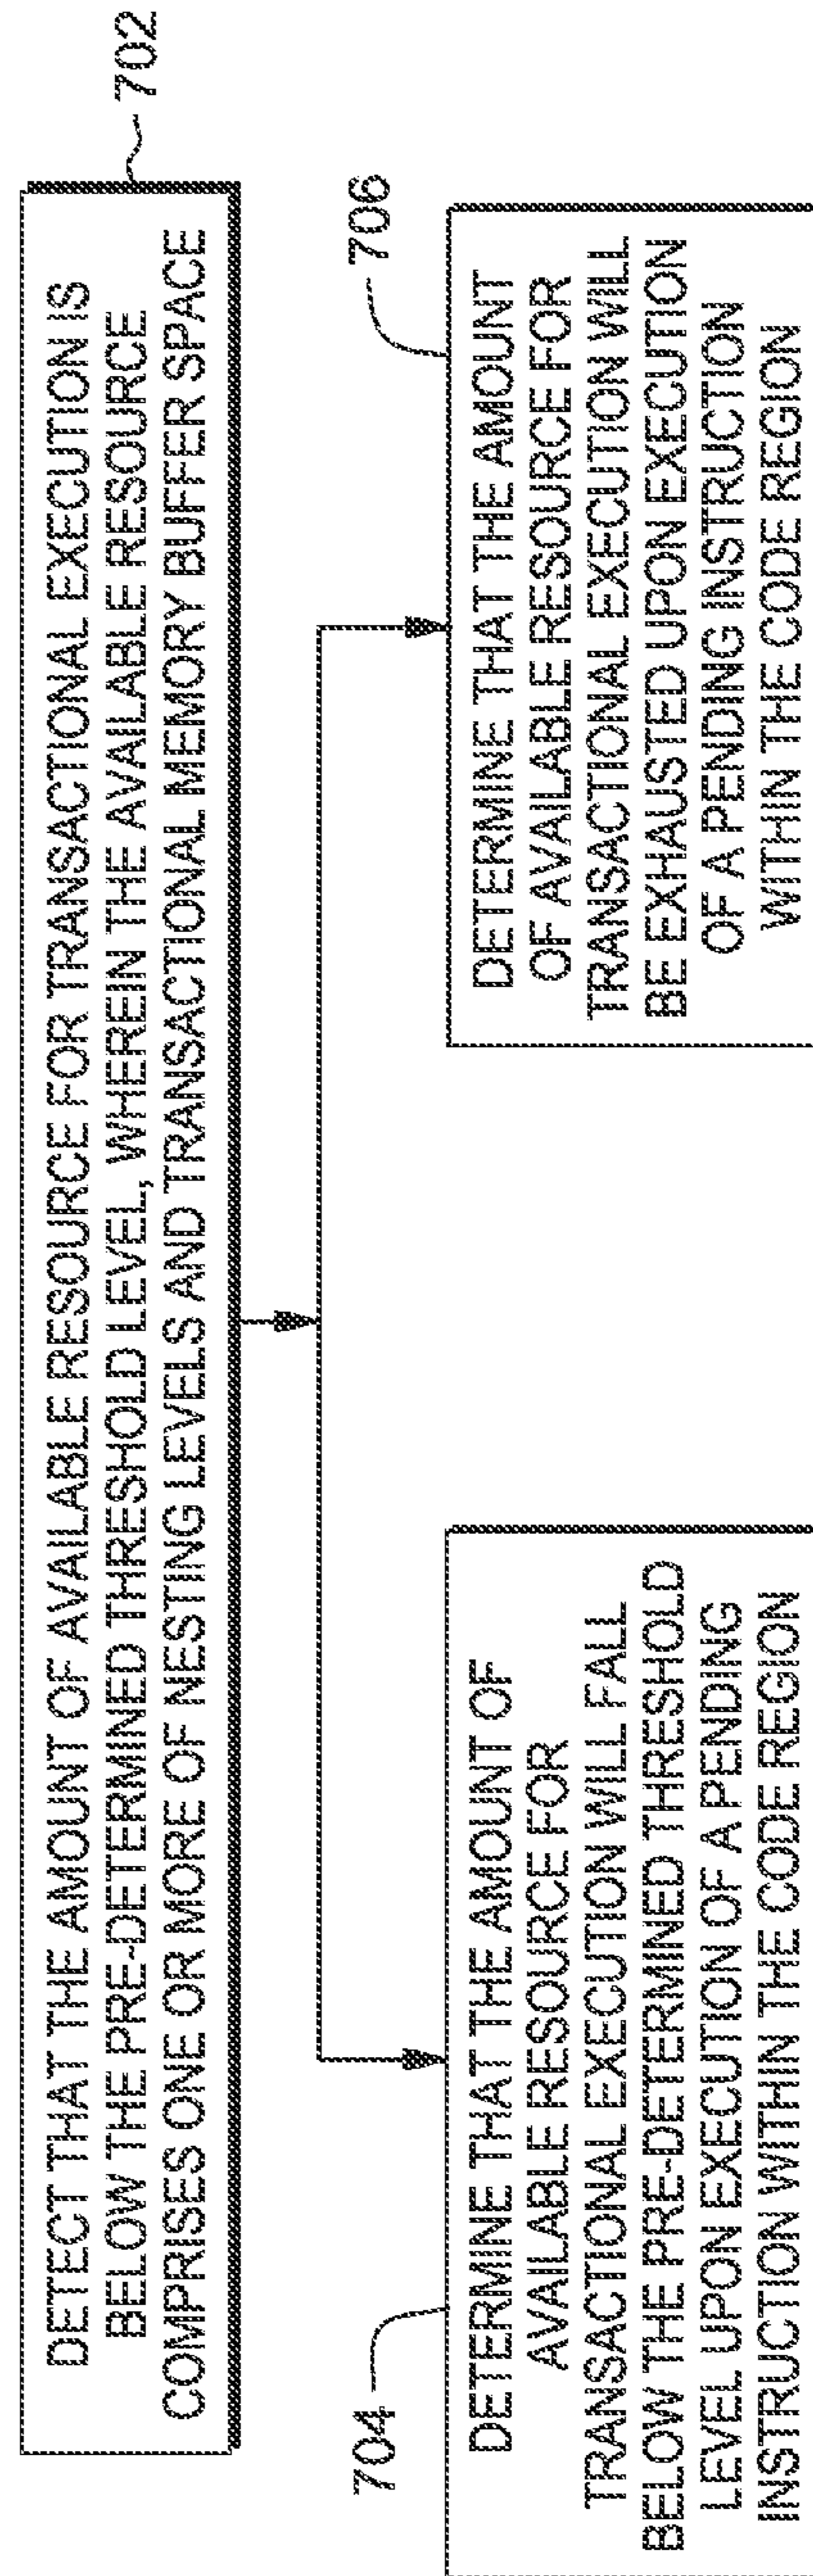 DETECT THAT THE AMOUNT OF AVAILABLE RESOURCE FOR TRANSACTIONAL EXECUTION IS
BELOW THE PRE-DETERMINED THRESHOLD LEVEL, WHEREIN THE AVAILABLE RESOURCE
COMPRISES ONE OR MORE OF NESTING LEVELS AND TRANSACTIONAL MEMORY BUFFER SPACE
702
704
DETERMINE THAT THE AMOUNT OF
AVAILABLE RESOURCE FOR
TRANSACTIONAL EXECUTION WILL FALL
BELOW THE PRE-DETERMINED THRESHOLD
LEVEL UPON EXECUTION OF A PENDING
INSTRUCTION WITHIN THE CODE REGION
706
DETERMINE THAT THE AMOUNT
OF AVAILABLE RESOURCE FOR
TRANSACTIONAL EXECUTION WILL
BE EXHAUSTED UPON EXECUTION
OF A PENDING INSTRUCTION
WITHIN THE CODE REGION